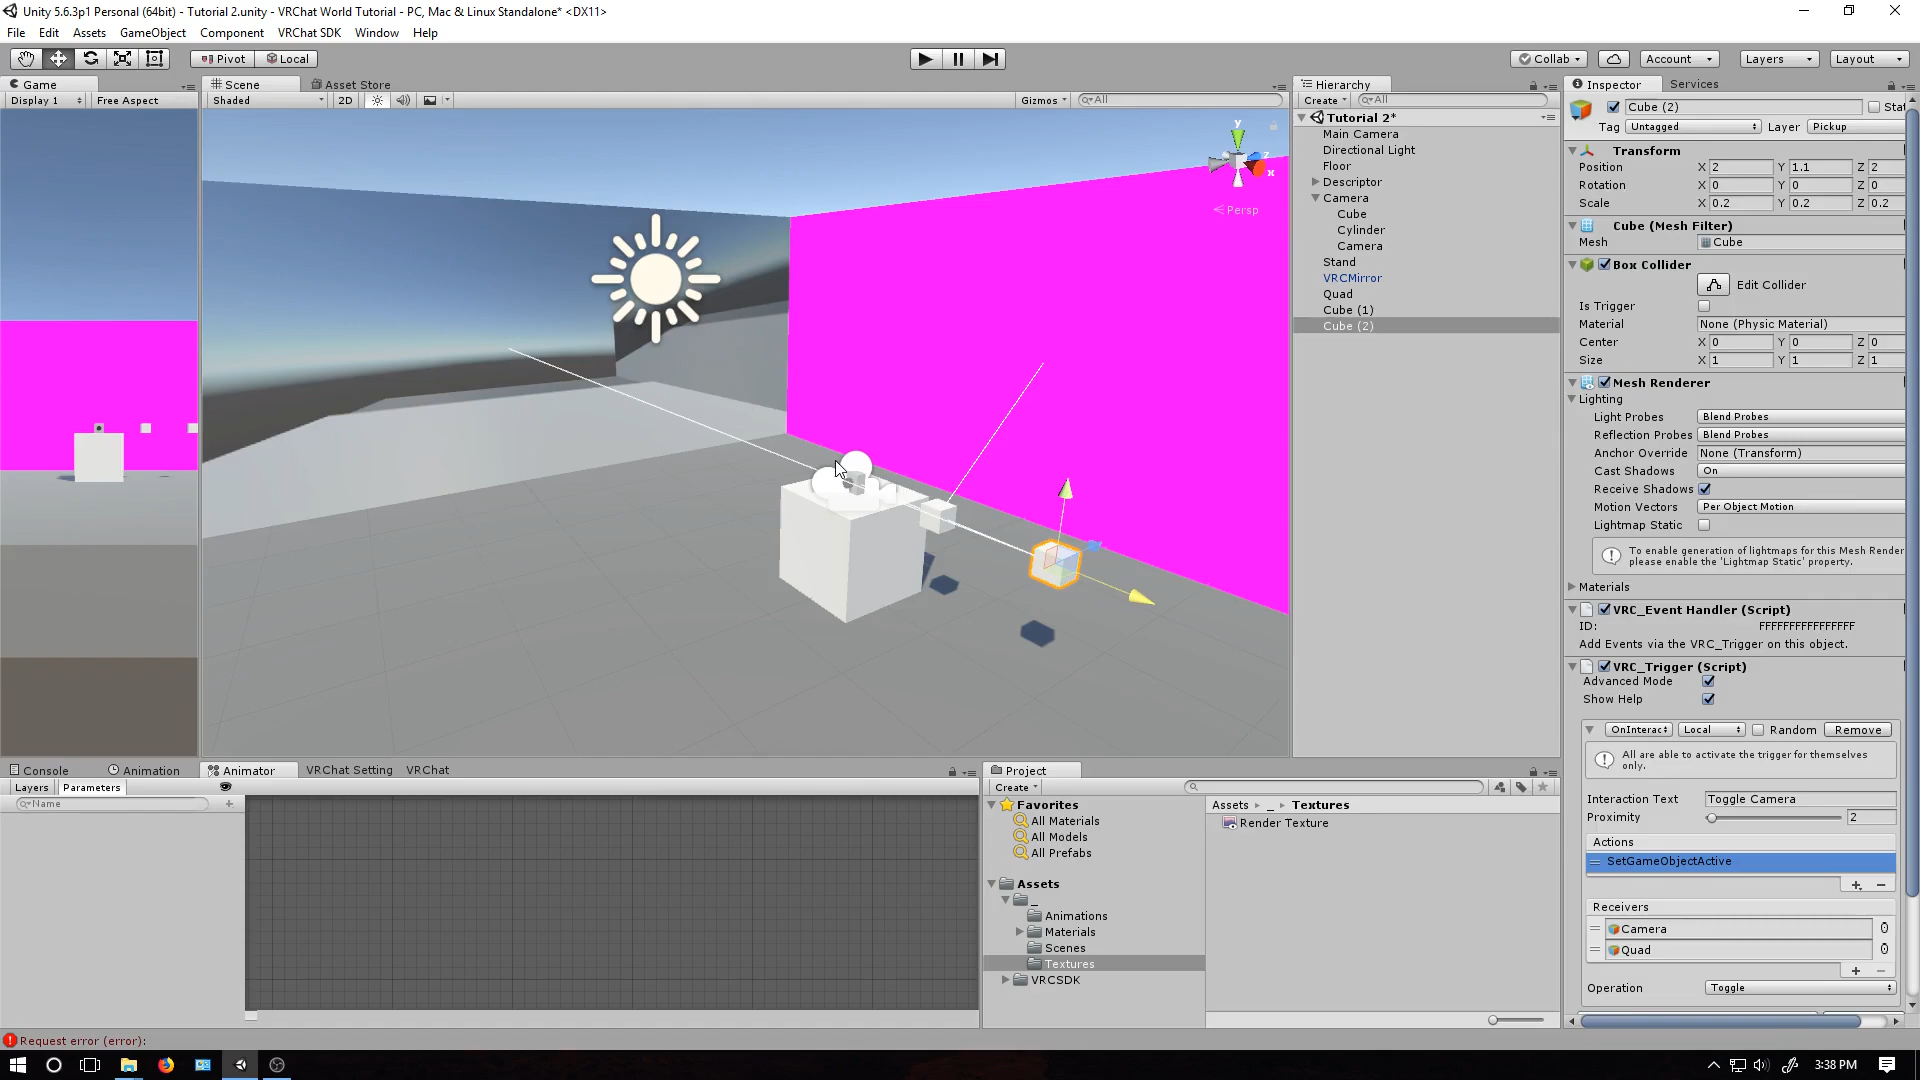 Unity 5.6.3p1 Personal (64bit) - Tutorial 2.unity - VRChat World Tutorial - PC, Mac & Linux Standalone* <DX11>
File Edit Assets GameObject Component VRChat SDK Window Help
Pivot Local Collab Account Layers Layout
Game Scene Asset Store Hierarchy Inspector Services
Display 1 Free Aspect Shaded 2D Gizmos All Create All
Cube (2) Stat
Tag Untagged Layer Pickup
Tutorial 2*
Main Camera
Directional Light
Floor
Descriptor
Camera
Cube
Cylinder
Camera
Stand
VRCMirror
Quad
Cube (1)
Cube (2)
y
z
x
Persp
Transform
Position X 2 Y 1.1 Z 2
Rotation X 0 Y 0 Z 0
Scale X 0.2 Y 0.2 Z 0.2
Cube (Mesh Filter)
Mesh Cube
Box Collider
Edit Collider
Is Trigger
Material None (Physic Material)
Center X 0 Y 0 Z 0
Size X 1 Y 1 Z 1
Mesh Renderer
Lighting
Light Probes Blend Probes
Reflection Probes Blend Probes
Anchor Override None (Transform)
Cast Shadows On
Receive Shadows
Motion Vectors Per Object Motion
Lightmap Static
To enable generation of lightmaps for this Mesh Render
please enable the 'Lightmap Static' property.
Materials
VRC_Event Handler (Script)
ID: FFFFFFFFFFFFFFFF
Add Events via the VRC_Trigger on this object.
VRC_Trigger (Script)
Advanced Mode
Show Help
OnInterac Local Random Remove
All are able to activate the trigger for themselves
only.
Interaction Text Toggle Camera
Proximity 2
Actions
SetGameObjectActive
Receivers
Camera
Quad
Operation Toggle
Console Animation Animator VRChat Setting VRChat
Layers Parameters
Name
Project
Create
Favorites
All Materials
All Models
All Prefabs
Assets
_
Animations
Materials
Scenes
Textures
VRCSDK
Assets _ Textures
Render Texture
Request error (error):
3:38 PM